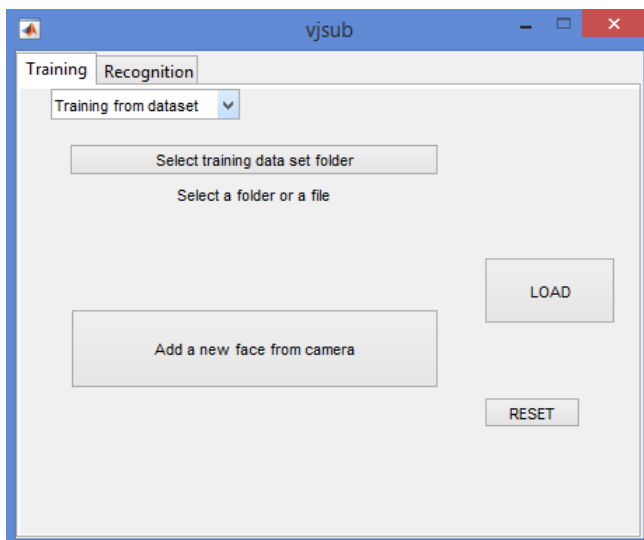 vjsub
Training Recognition
Training from dataset
Select training data set folder
Select a folder or a file
LOAD
Add a new face from camera
RESET